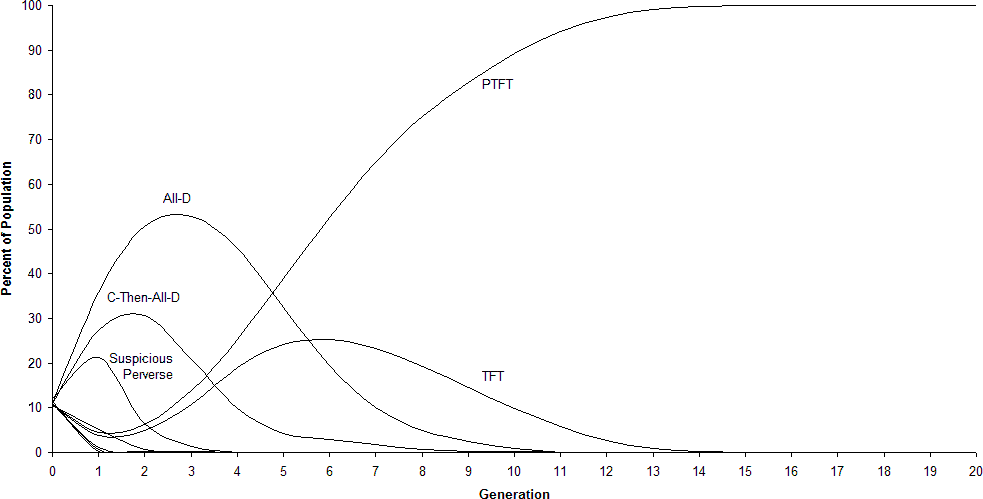 100
90
80
70
60
50
40
30
20
10
0
Percent of Population
PTFT
All-D
C-Then-All-D
Suspicious
Perverse
TFT
0 1 2 3 4 5 6 7 8 9 10 11 12 13 14 15 16 17 18 19 20
Generation